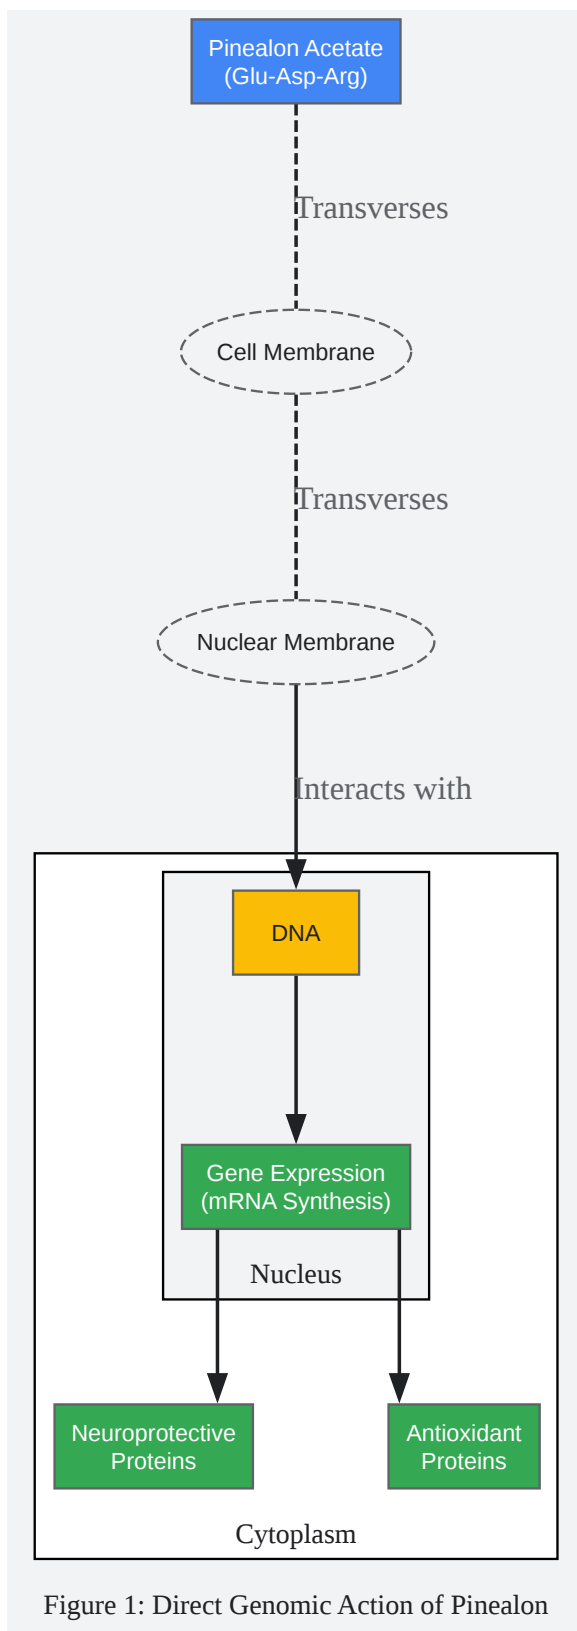 Pinealon Acetate
(Glu-Asp-Arg)
Transverses
Cell Membrane
Transverses
Nuclear Membrane
Interacts with
DNA
Gene Expression
(mRNA Synthesis)
Nucleus
Neuroprotective
Proteins
Antioxidant
Proteins
Cytoplasm
Figure 1: Direct Genomic Action of Pinealon